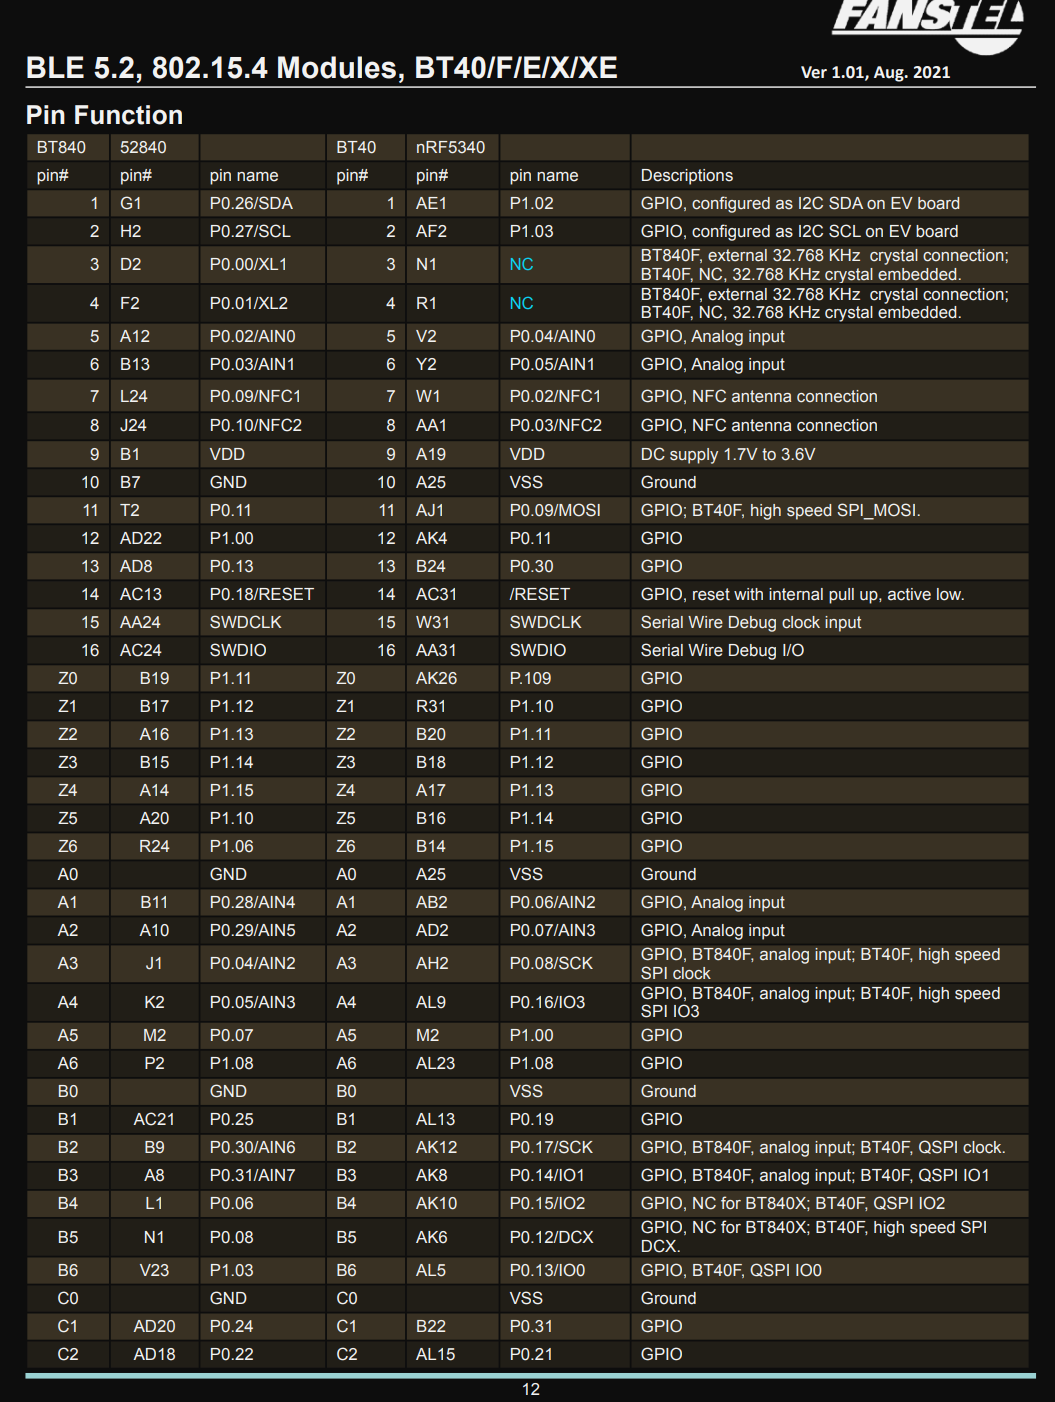 FANSTEL
BLE 5.2, 802.15.4 Modules, BT40/F/E/X/XE Ver 1.01, Aug. 2021
Pin Function
BT840 52840 BT40 nRF5340
pin# pin# pin name pin# pin# pin name Descriptions
1 G1 P0.26/SDA 1 AE1 P1.02 GPIO, configured as I2C SDA on EV board
2 H2 P0.27/SCL 2 AF2 P1.03 GPIO, configured as I2C SCL on EV board
3 D2 P0.00/XL1 3 N1 NC BT840F, external 32.768 KHz crystal connection;
BT40F, NC, 32.768 KHz crystal embedded.
4 F2 P0.01/XL2 4 R1 NC BT840F, external 32.768 KHz crystal connection;
BT40F, NC, 32.768 KHz crystal embedded.
5 A12 P0.02/AIN0 5 V2 P0.04/AIN0 GPIO, Analog input
6 B13 P0.03/AIN1 6 Y2 P0.05/AIN1 GPIO, Analog input
7 L24 P0.09/NFC1 7 W1 P0.02/NFC1 GPIO, NFC antenna connection
8 J24 P0.10/NFC2 8 AA1 P0.03/NFC2 GPIO, NFC antenna connection
9 B1 VDD 9 A19 VDD DC supply 1.7V to 3.6V
10 B7 GND 10 A25 VSS Ground
11 T2 P0.11 11 AJ1 P0.09/MOSI GPIO; BT40F, high speed SPI_MOSI.
12 AD22 P1.00 12 AK4 P0.11 GPIO
13 AD8 P0.13 13 B24 P0.30 GPIO
14 AC13 P0.18/RESET 14 AC31 /RESET GPIO, reset with internal pull up, active low.
15 AA24 SWDCLK 15 W31 SWDCLK Serial Wire Debug clock input
16 AC24 SWDIO 16 AA31 SWDIO Serial Wire Debug I/O
Z0 B19 P1.11 Z0 AK26 P.109 GPIO
Z1 B17 P1.12 Z1 R31 P1.10 GPIO
Z2 A16 P1.13 Z2 B20 P1.11 GPIO
Z3 B15 P1.14 Z3 B18 P1.12 GPIO
Z4 A14 P1.15 Z4 A17 P1.13 GPIO
Z5 A20 P1.10 Z5 B16 P1.14 GPIO
Z6 R24 P1.06 Z6 B14 P1.15 GPIO
A0 GND A0 A25 VSS Ground
A1 B11 P0.28/AIN4 A1 AB2 P0.06/AIN2 GPIO, Analog input
A2 A10 P0.29/AIN5 A2 AD2 P0.07/AIN3 GPIO, Analog input
A3 J1 P0.04/AIN2 A3 AH2 P0.08/SCK GPIO, BT840F, analog input; BT40F, high speed
SPI clock
A4 K2 P0.05/AIN3 A4 AL9 P0.16/IO3 GPIO, BT840F, analog input; BT40F, high speed
SPI IO3
A5 M2 P0.07 A5 M2 P1.00 GPIO
A6 P2 P1.08 A6 AL23 P1.08 GPIO
B0 GND B0 VSS Ground
B1 AC21 P0.25 B1 AL13 P0.19 GPIO
B2 B9 P0.30/AIN6 B2 AK12 P0.17/SCK GPIO, BT840F, analog input; BT40F, QSPI clock.
B3 A8 P0.31/AIN7 B3 AK8 P0.14/IO1 GPIO, BT840F, analog input; BT40F, QSPI IO1
B4 L1 P0.06 B4 AK10 P0.15/IO2 GPIO, NC for BT840X; BT40F, QSPI IO2
B5 N1 P0.08 B5 AK6 P0.12/DCX GPIO, NC for BT840X; BT40F, high speed SPI
DCX.
B6 V23 P1.03 B6 AL5 P0.13/IO0 GPIO, BT40F, QSPI IO0
C0 GND C0 VSS Ground
C1 AD20 P0.24 C1 B22 P0.31 GPIO
C2 AD18 P0.22 C2 AL15 P0.21 GPIO
12